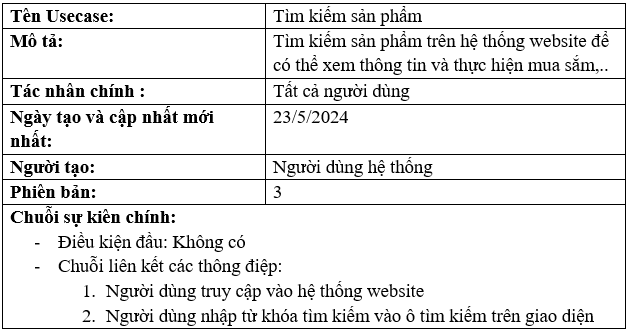 Tên Usecase: Tìm kiếm sản phẩm
Mô tả: Tìm kiếm sản phẩm trên hệ thống website để
có thể xem thông tin và thực hiện mua sắm,..
Tác nhân chính : Tất cả người dùng
Ngày tạo và cập nhất mới 23/5/2024
nhất:
Người tạo: Người dùng hệ thống
Phiên bản: 3
Chuỗi sự kiên chính:
- Điều kiện đầu: Không có
- Chuỗi liên kết các thông điệp:
1. Người dùng truy cập vào hệ thống website
2. Người dùng nhập từ khóa tìm kiếm vào ô tìm kiếm trên giao diện